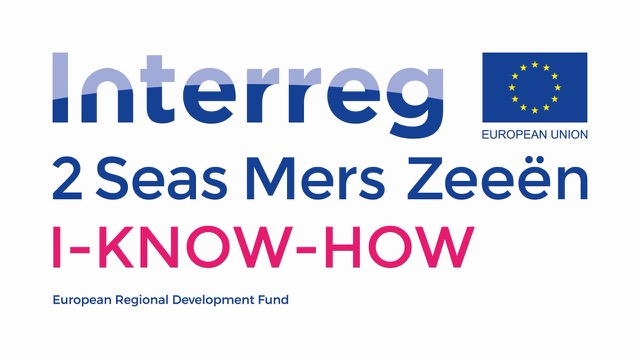 Interreg
EUROPEAN UNION
2 Seas Mers Zeeën
I-KNOW-HOW
European Regional Development Fund